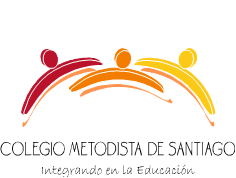 COLEGIO METODISTA DE SANTIAGO
Integrando en la Educación